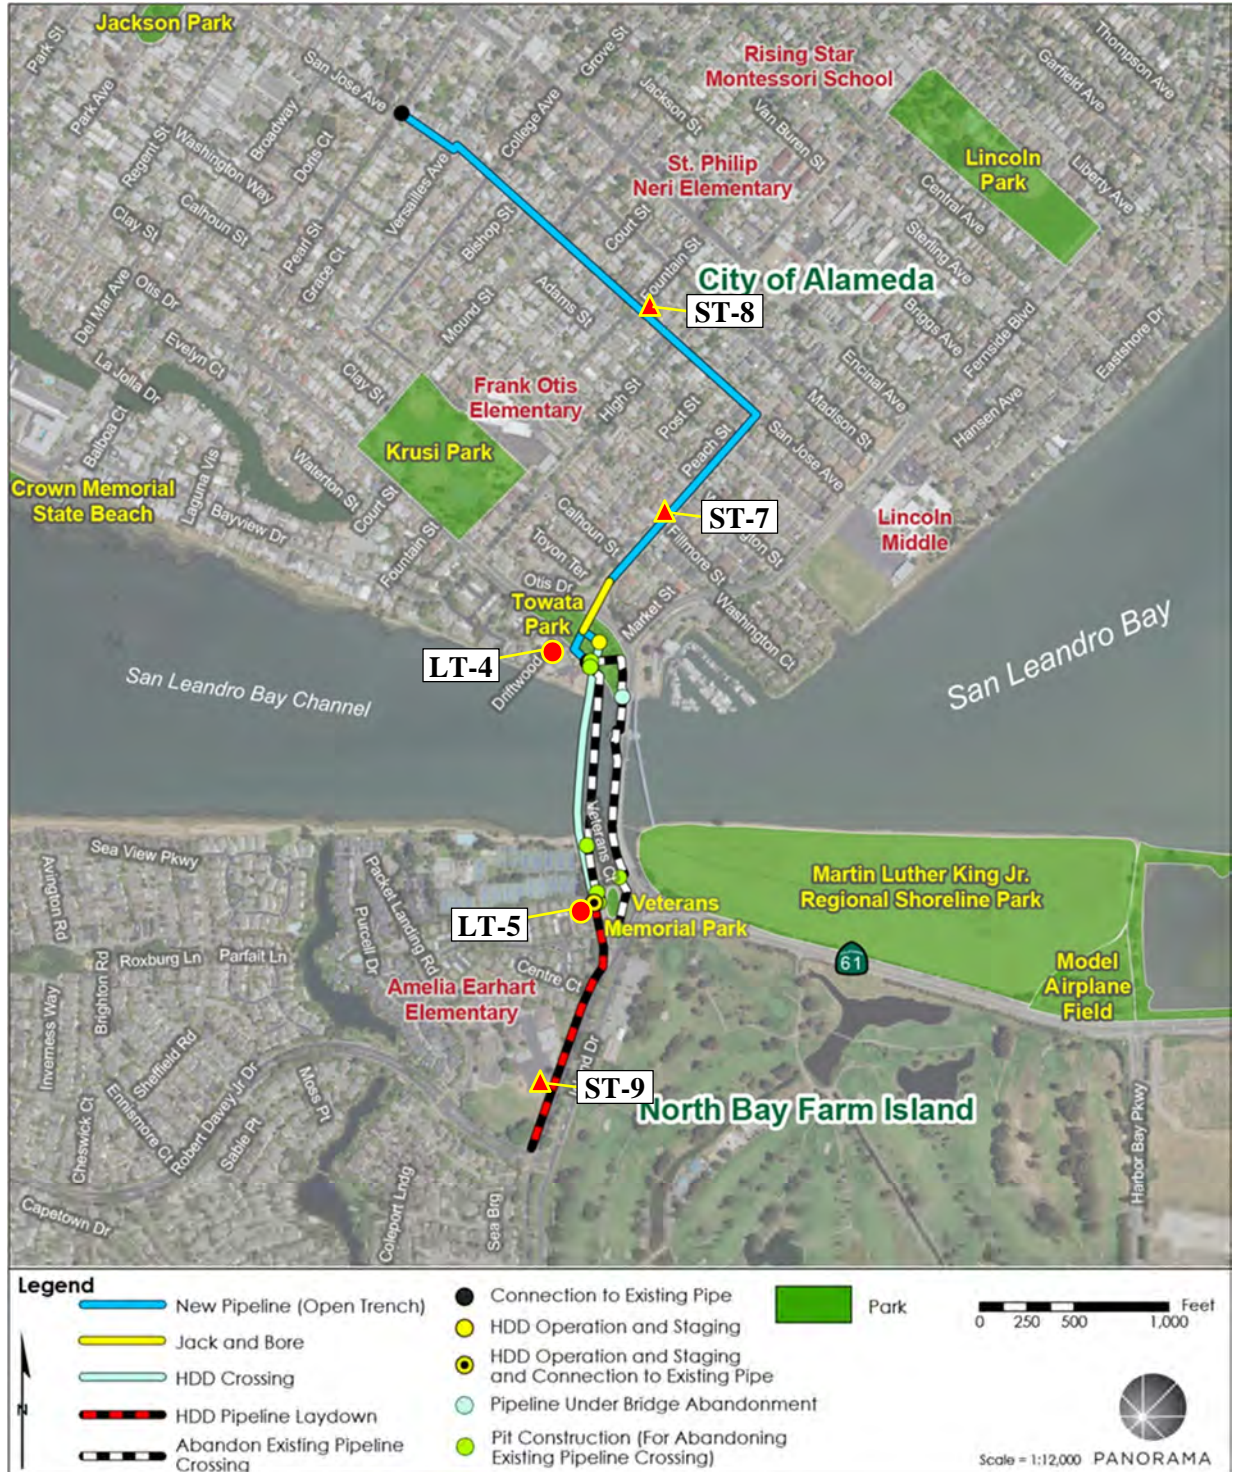 Jackson Park
Park St
San Jose Ave
Grove St
Thompson Ave
Rising Star
Montessori School
Garfield Ave
Park Ave
Broadway
College Ave
Jackson St
Van Buren St
Regent St
Washington Way
Doris Ct
Versailles Ave
St. Philip
Neri Elementary
Lincoln
Park
Liberty Ave
Central Ave
Clay St
Calhoun St
Pearl St
Bishop St
Court St
Sterling Ave
Grace Ct
Fountain St
City of Alameda
Del Mar Ave
Otis Dr
Mound St
Adams St
ST-8
Briggs Ave
Fernside Blvd
Eastshore Dr
La Jolla Dr
Evelyn Ct
Clay St
Frank Otis
Elementary
High St
Encinal Ave
Post St
Madison St
Hansen Ave
Balboa Ct
Krusi Park
Peach St
San Jose Ave
Laguna Vis
Waterton St
Court St
Crown Memorial
State Beach
Bayview Dr
ST-7
Lincoln
Middle
Fountain St
Calhoun St
Toyon Ter
Fillmore St
Otis Dr
Towata
Park
Market St
Washington Ct
LT-4
Driftwood
San Leandro Bay Channel
San Leandro Bay
Veterans Ct
Sea View Pkwy
Avington Rd
Packet Landing Rd
Purcell Dr
Martin Luther King Jr.
Regional Shoreline Park
LT-5
Veterans
Memorial Park
Roxburg Ln
Parfait Ln
Brighton Rd
Centre Ct
61
Model
Airplane
Field
Amelia Earhart
Elementary
Inverness Way
Sheffield Rd
Moss Pt
ST-9
North Bay Farm Island
Cheswick Ct
Ennismore Ct
Robert Davey Jr Dr
Sable Pt
Harbor Bay Pkwy
Capetown Dr
Coleport Lndg
Sea Brg
Legend
New Pipeline (Open Trench)
Jack and Bore
HDD Crossing
HDD Pipeline Laydown
Abandon Existing Pipeline
Crossing
Connection to Existing Pipe
HDD Operation and Staging
HDD Operation and Staging
and Connection to Existing Pipe
Pipeline Under Bridge Abandonment
Pit Construction (For Abandoning
Existing Pipeline Crossing)
Park
Feet
0 250 500 1,000
N
Scale = 1:12,000 PANORAMA